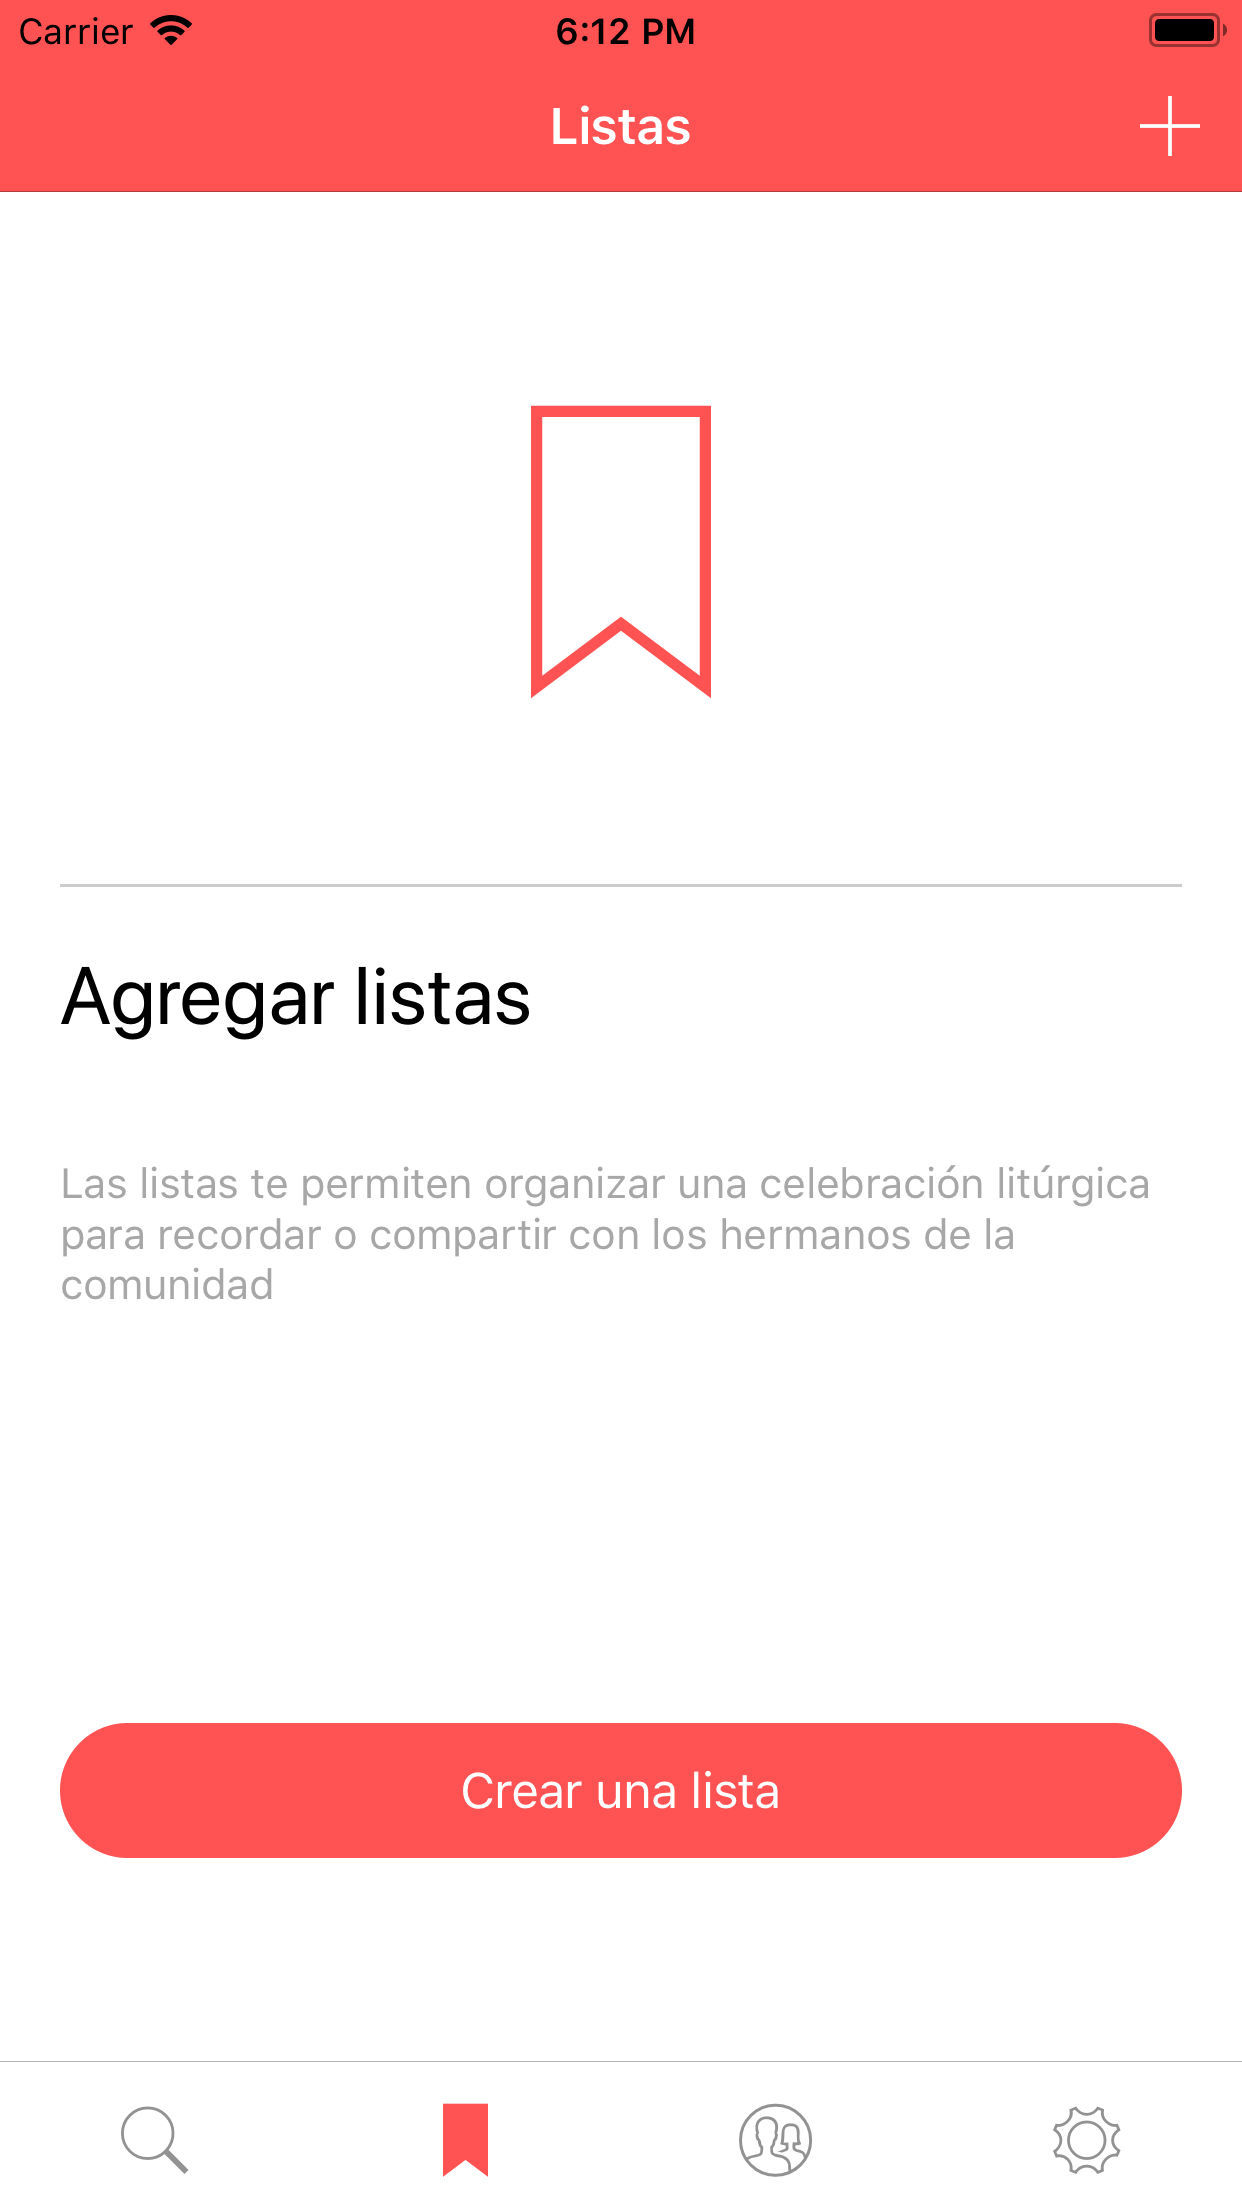 Carrier
6:12 PM
Listas
Agregar listas
Las listas te permiten organizar una celebración litúrgica
para recordar o compartir con los hermanos de la
comunidad
Crear una lista